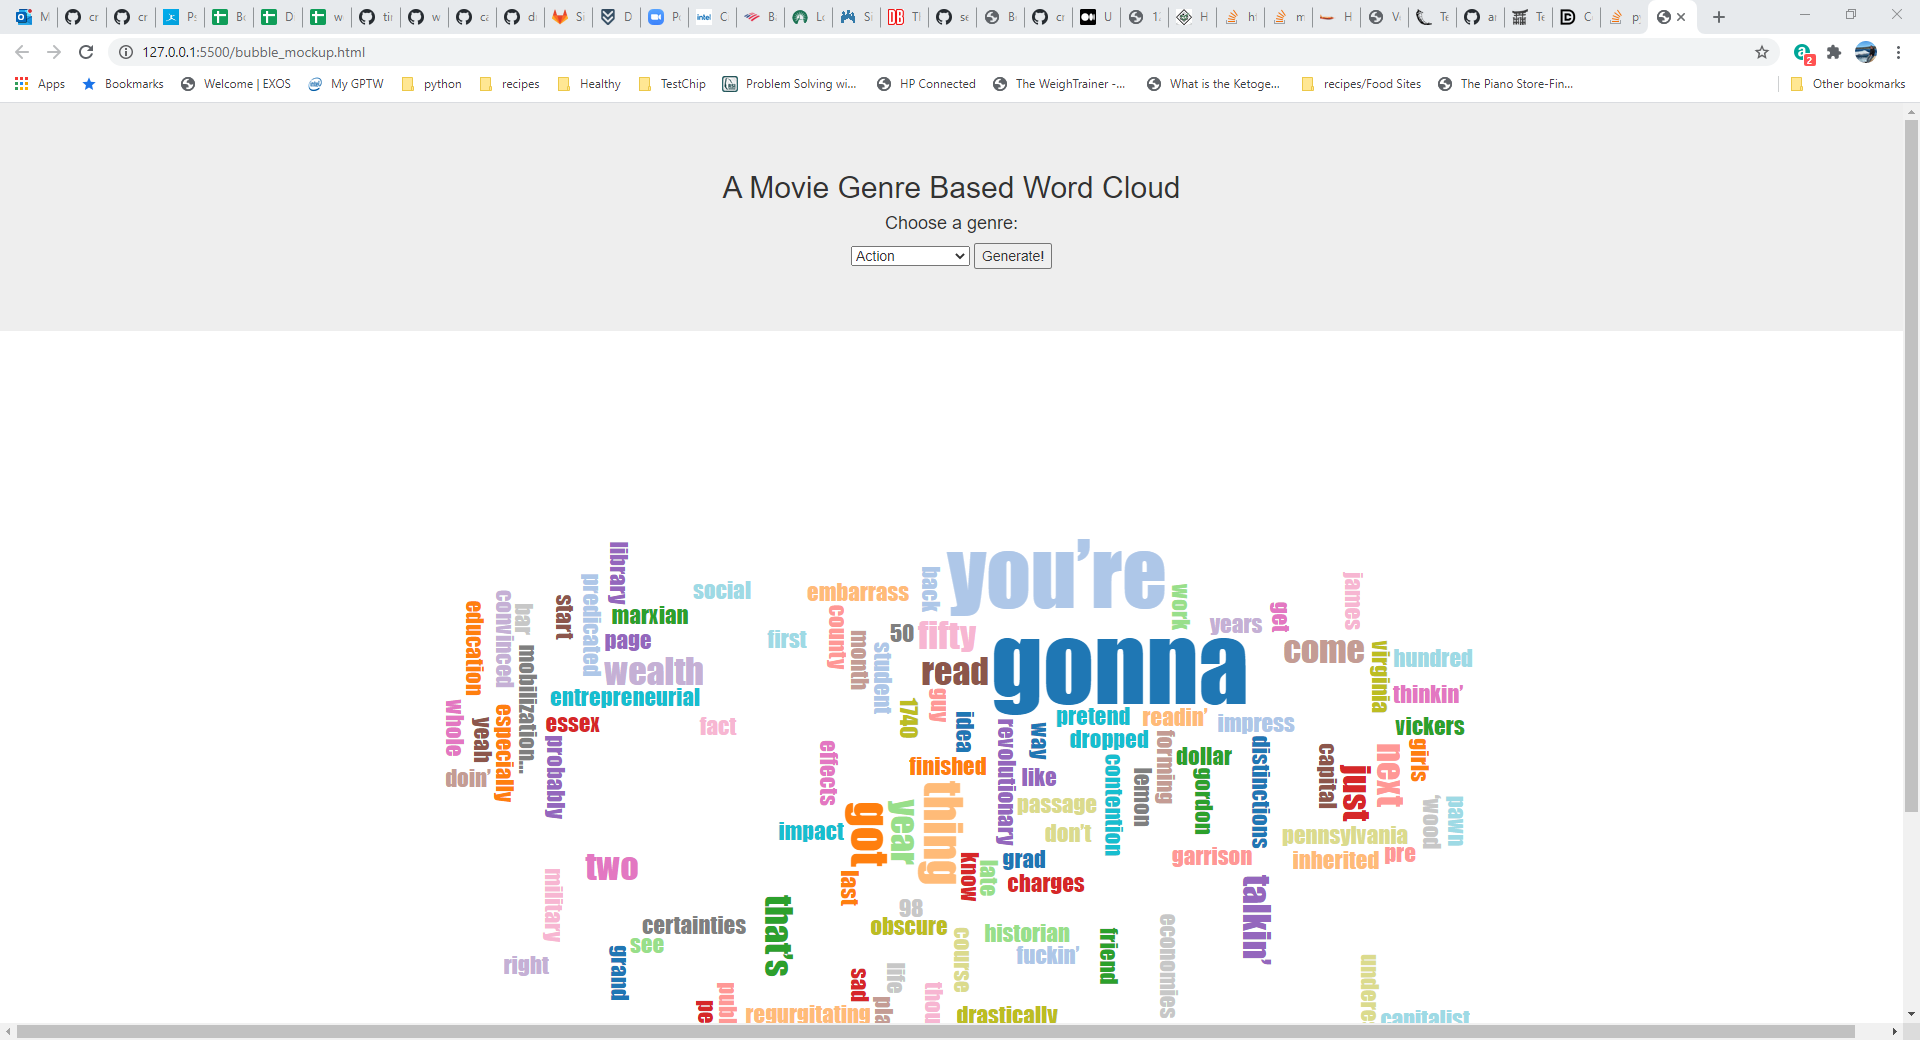 127.0.0.1:5500/bubble_mockup.html
2
Apps Bookmarks Welcome | EXOS My GPTW python recipes Healthy TestChip Problem Solving wi... HP Connected The WeighTrainer -... What is the Ketoge... recipes/Food Sites The Piano Store-Fin... Other bookmarks
A Movie Genre Based Word Cloud
Choose a genre:
Action Generate!
you're
gonna
library
predicated
social
embarrass
back
work
james
education
convinced
bar
start
marxian
page
first
county
month
student
50
fifty
read
years
get
come
virginia
hundred
thinkin'
vickers
wealth
entrepreneurial
essex
fact
mobilization...
whole
yeah
especially
doin'
probably
1740
guy
idea
revolutionary
way
pretend
readin'
impress
dropped
forming
dollar
distinctions
capital
just
next
girls
effects
finished
like
contention
lemon
gordon
passage
don't
impact
got
year
thing
pennsylvania
'wood
pawn
inherited
pre
garrison
grad
charges
know
late
last
two
military
that's
98
obscure
certainties
see
right
grand
course
historian
fuckin'
friend
economies
talkin'
sad
life
regurgitating
drastically
capitalist